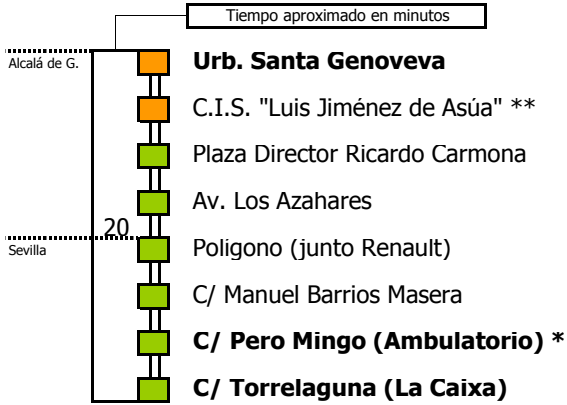 Tiempo aproximado en minutos
Alcalá de G.
Urb. Santa Genoveva
C.I.S. "Luis Jiménez de Asúa" **
Plaza Director Ricardo Carmona
Av. Los Azahares
20
Sevilla
Poligono (junto Renault)
C/ Manuel Barrios Masera
C/ Pero Mingo (Ambulatorio) *
C/ Torrelaguna (La Caixa)